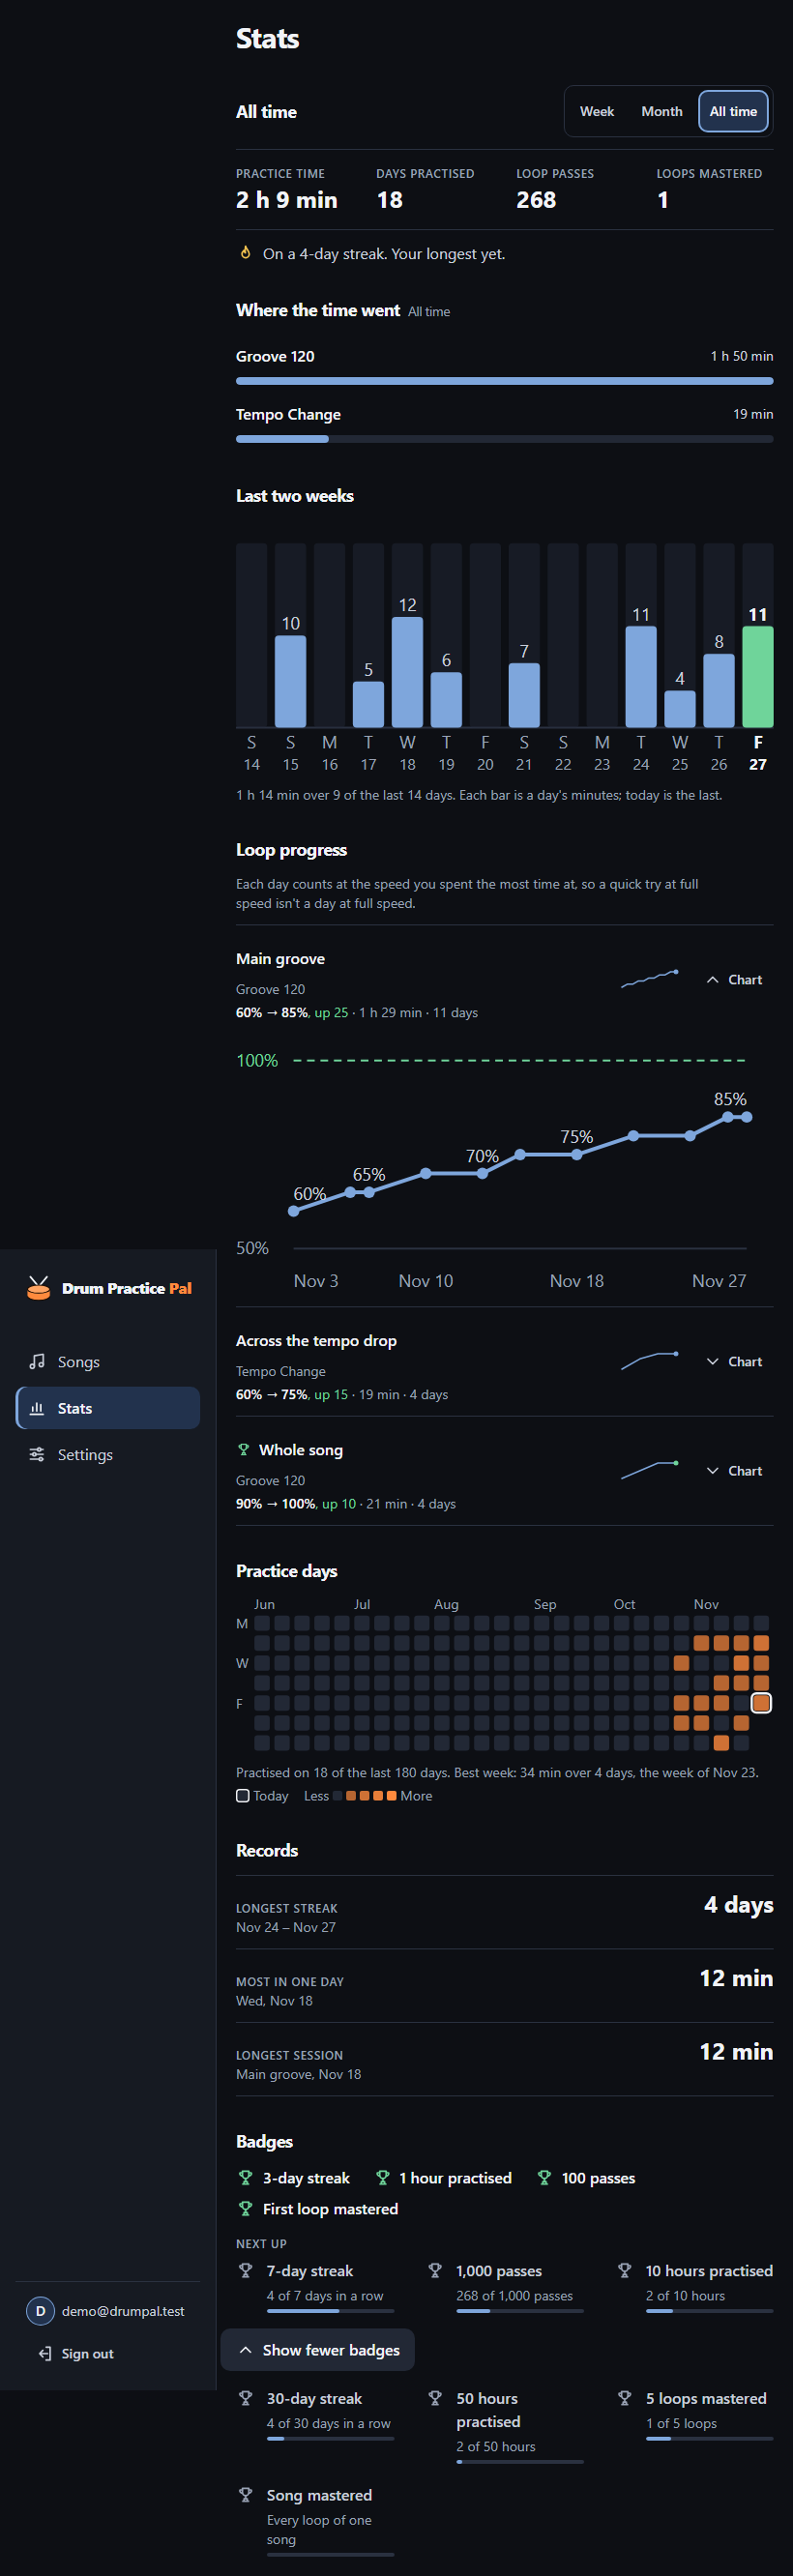 Stats
All time
Week Month All time
PRACTICE TIME DAYS PRACTISED LOOP PASSES LOOPS MASTERED
2 h 9 min 18 268 1
On a 4-day streak. Your longest yet.
Where the time went All time
Groove 120 1 h 50 min
Tempo Change 19 min
Last two weeks
10 5 12 6 7 11 4 8 11
S S M T W T F S S M T W T F
14 15 16 17 18 19 20 21 22 23 24 25 26 27
1 h 14 min over 9 of the last 14 days. Each bar is a day's minutes; today is the last.
Loop progress
Each day counts at the speed you spent the most time at, so a quick try at full
speed isn't a day at full speed.
Main groove
Groove 120
60% → 85%, up 25 · 1 h 29 min · 11 days
Chart
100%
85%
75%
70%
65%
60%
50%
Nov 3 Nov 10 Nov 18 Nov 27
Across the tempo drop
Tempo Change
60% → 75%, up 15 · 19 min · 4 days
Chart
Whole song
Groove 120
90% → 100%, up 10 · 21 min · 4 days
Chart
Practice days
Jun Jul Aug Sep Oct Nov
M
W
F
Practised on 18 of the last 180 days. Best week: 34 min over 4 days, the week of Nov 23.
Today Less More
Records
LONGEST STREAK 4 days
Nov 24 – Nov 27
MOST IN ONE DAY 12 min
Wed, Nov 18
LONGEST SESSION 12 min
Main groove, Nov 18
Badges
3-day streak 1 hour practised 100 passes
First loop mastered
NEXT UP
7-day streak 1,000 passes 10 hours practised
4 of 7 days in a row 268 of 1,000 passes 2 of 10 hours
Show fewer badges
30-day streak
4 of 30 days in a row
50 hours
practised
2 of 50 hours
5 loops mastered
1 of 5 loops
Song mastered
Every loop of one
song
Drum Practice Pal
Songs
Stats
Settings
D demo@drumpal.test
Sign out